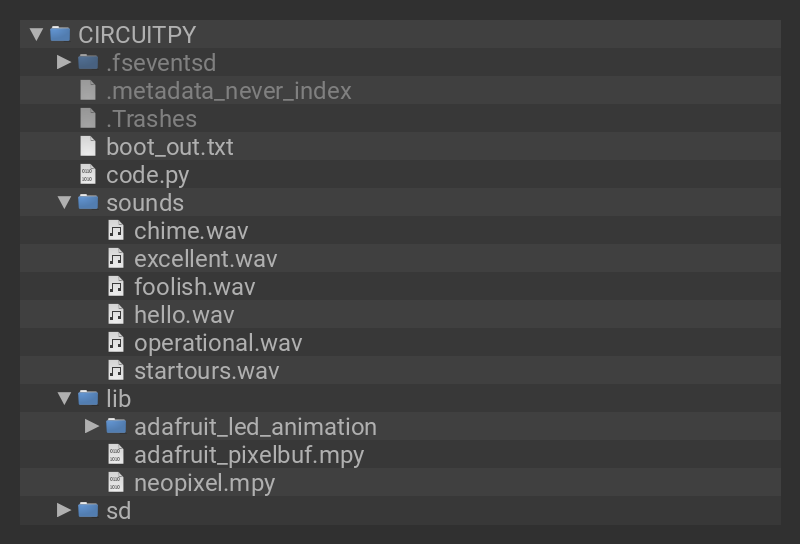 CIRCUITPY
.fseventsd
.metadata_never_index
.Trashes
boot_out.txt
code.py
sounds
chime.wav
excellent.wav
foolish.wav
hello.wav
operational.wav
startours.wav
lib
adafruit_led_animation
adafruit_pixelbuf.mpy
neopixel.mpy
sd